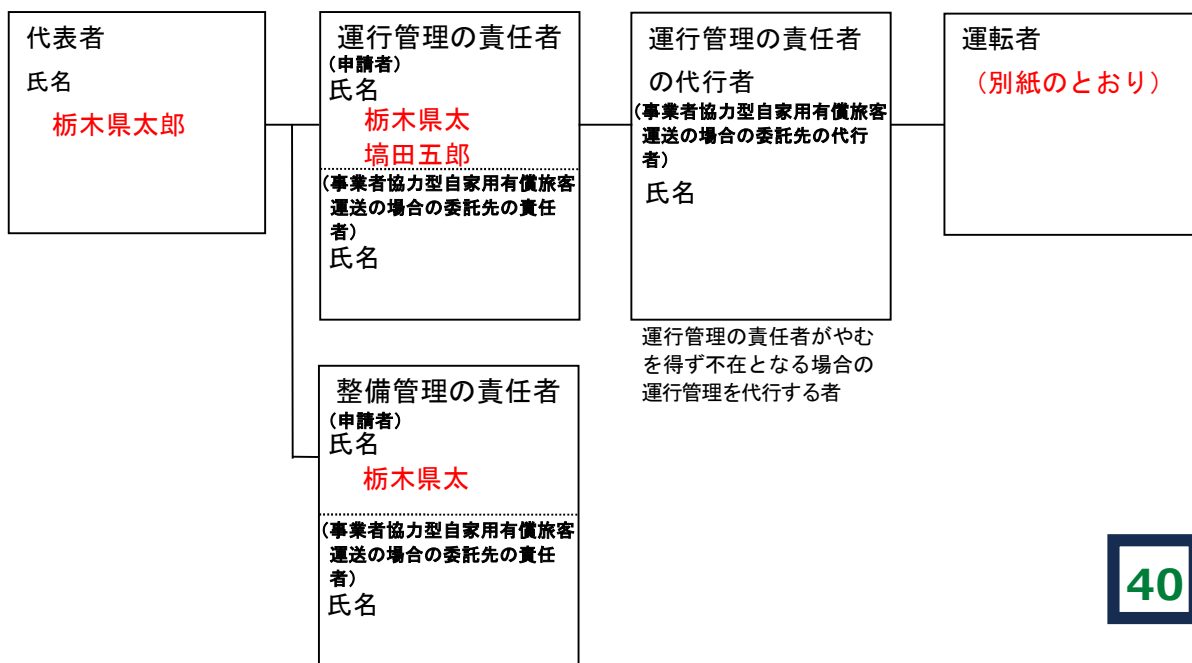 代表者
氏名
栃木県太郎
運行管理の責任者
(申請者)
氏名
栃木県太
塙田五郎
(事業者協力型自家用有償旅客
運送の場合の委託先の責任
者)
氏名
運行管理の責任者
の代行者
(事業者協力型自家用有償旅客
運送の場合の委託先の代行
者)
氏名
運行管理の責任者がやむ
を得ず不在となる場合の
運行管理を代行する者
運転者
(別紙のとおり)
整備管理の責任者
(申請者)
氏名
栃木県太
(事業者協力型自家用有償旅客
運送の場合の委託先の責任
者)
氏名
40